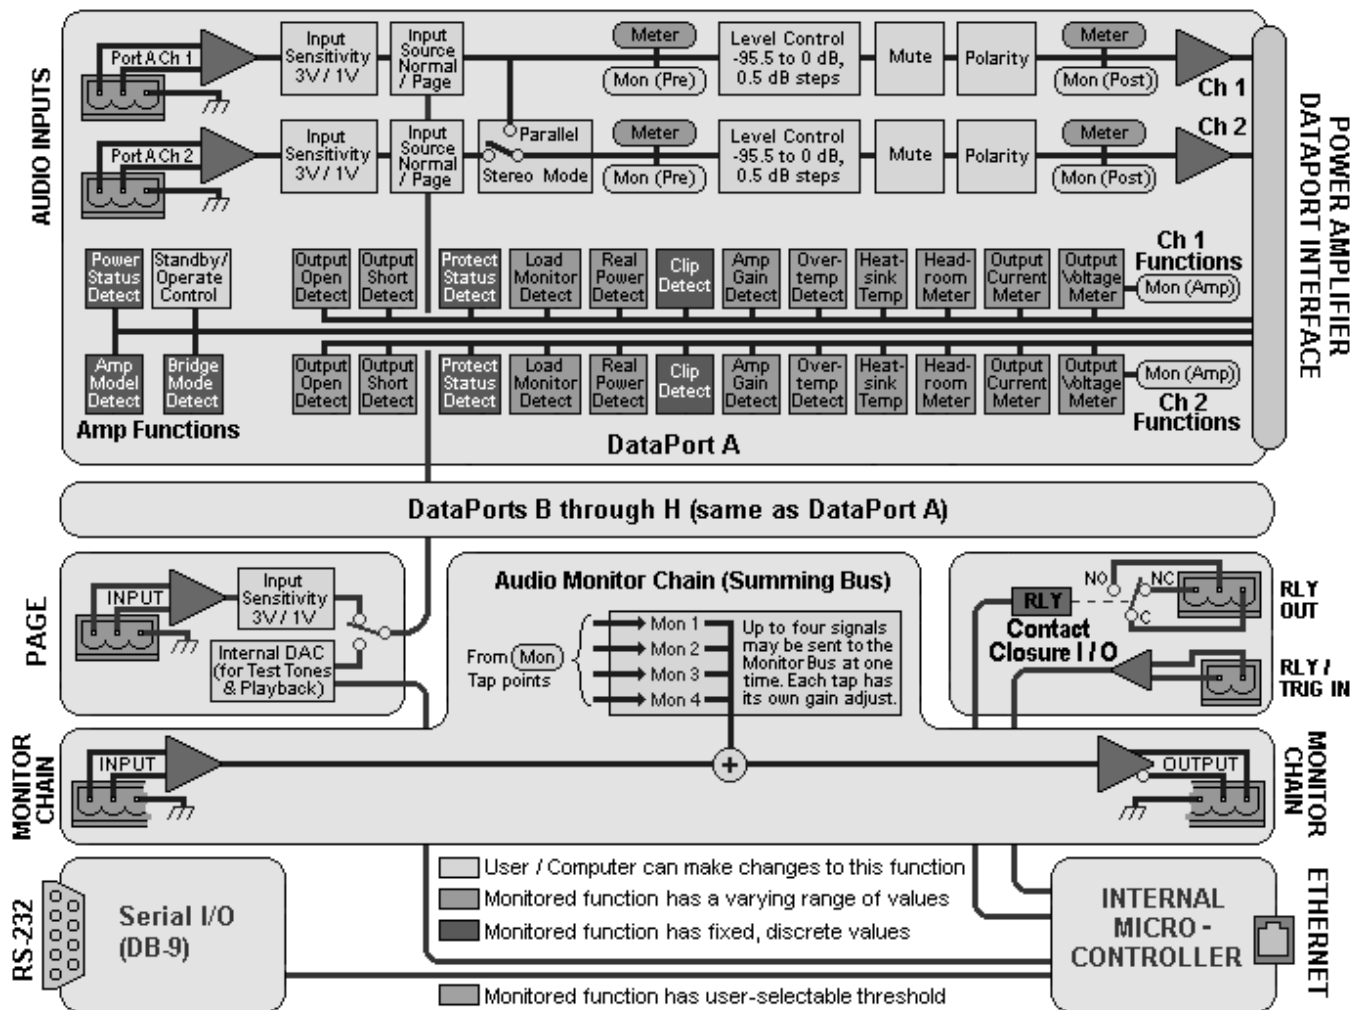 AUDIO INPUTS
Port A Ch 1
Input
Sensitivity
3V / 1V
Input
Source
Normal
/ Page
Meter
Mon (Pre)
Level Control
-95.5 to 0 dB,
0.5 dB steps
Mute
Polarity
Meter
Mon (Post)
Ch 1
Port A Ch 2
Input
Sensitivity
3V / 1V
Input
Source
Normal
/ Page
Parallel
Stereo Mode
Meter
Mon (Pre)
Level Control
-95.5 to 0 dB,
0.5 dB steps
Mute
Polarity
Meter
Mon (Post)
Ch 2
POWER AMPLIFIER
DATAPORT INTERFACE
Power
Status
Detect
Standby/
Operate
Control
Output
Open
Detect
Output
Short
Detect
Protect
Status
Detect
Load
Monitor
Detect
Real
Power
Detect
Clip
Detect
Amp
Gain
Detect
Over-
temp
Detect
Heat-
sink
Temp
Head-
room
Meter
Output
Current
Meter
Output
Voltage
Meter
Ch 1
Functions
Mon (Amp)
Amp
Model
Detect
Bridge
Mode
Detect
Amp Functions
Output
Open
Detect
Output
Short
Detect
Protect
Status
Detect
Load
Monitor
Detect
Real
Power
Detect
Clip
Detect
Amp
Gain
Detect
Over-
temp
Detect
Heat-
sink
Temp
Head-
room
Meter
Output
Current
Meter
Output
Voltage
Meter
Mon (Amp)
Ch 2
Functions
DataPort A
DataPorts B through H (same as DataPort A)
PAGE
INPUT
Input
Sensitivity
3V / 1V
Internal DAC
(for Test Tones
& Playback)
Audio Monitor Chain (Summing Bus)
From Mon
Tap points
Mon 1
Mon 2
Mon 3
Mon 4
Up to four signals
may be sent to the
Monitor Bus at one
time. Each tap has
its own gain adjust.
RLY
Contact
Closure I / O
NO
NC
C
RLY
OUT
RLY /
TRIG IN
MONITOR
CHAIN
INPUT
+
OUTPUT
MONITOR
CHAIN
RS-232
Serial I/O
(DB-9)
User / Computer can make changes to this function
Monitored function has a varying range of values
Monitored function has fixed, discrete values
Monitored function has user-selectable threshold
INTERNAL
MICRO -
CONTROLLER
ETHERNET